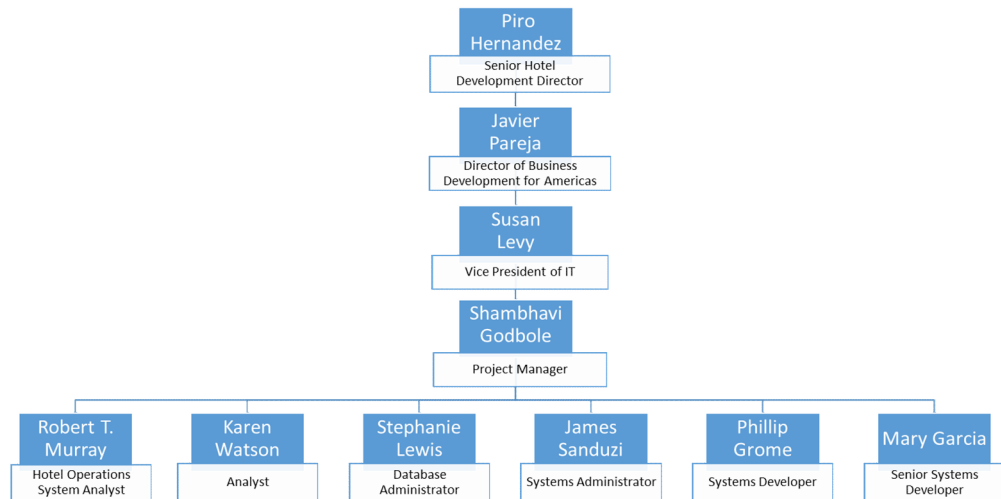 Piro
Hernandez
Senior Hotel
Development Director
Javier
Pareja
Director of Business
Development for Americas
Susan
Levy
Vice President of IT
Shambhavi
Godbole
Project Manager
Robert T.
Murray
Hotel Operations
System Analyst
Karen
Watson
Analyst
Stephanie
Lewis
Database
Administrator
James
Sanduzi
Systems Administrator
Phillip
Grome
Systems Developer
Mary Garcia
Senior Systems
Developer